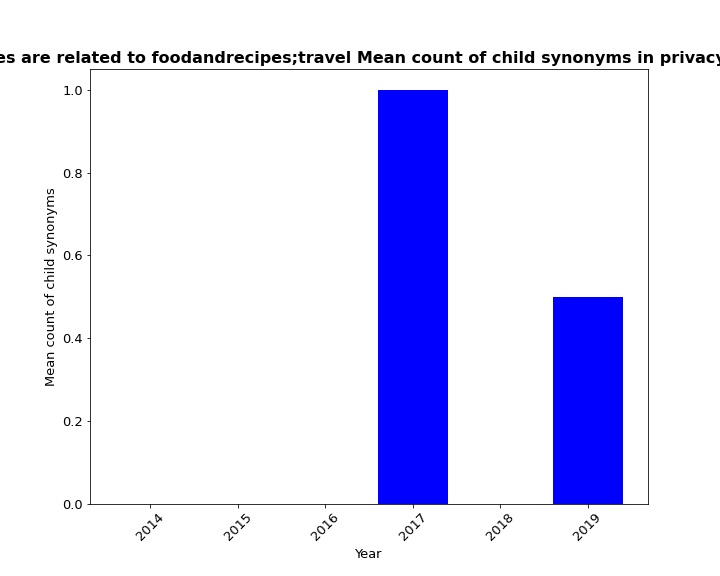 es are related to foodandrecipes;travel Mean count of child synonyms in privacy
1.0
0.8
0.6
0.4
0.2
0.0
Mean count of child synonyms
2014 2015 2016 2017 2018 2019
Year